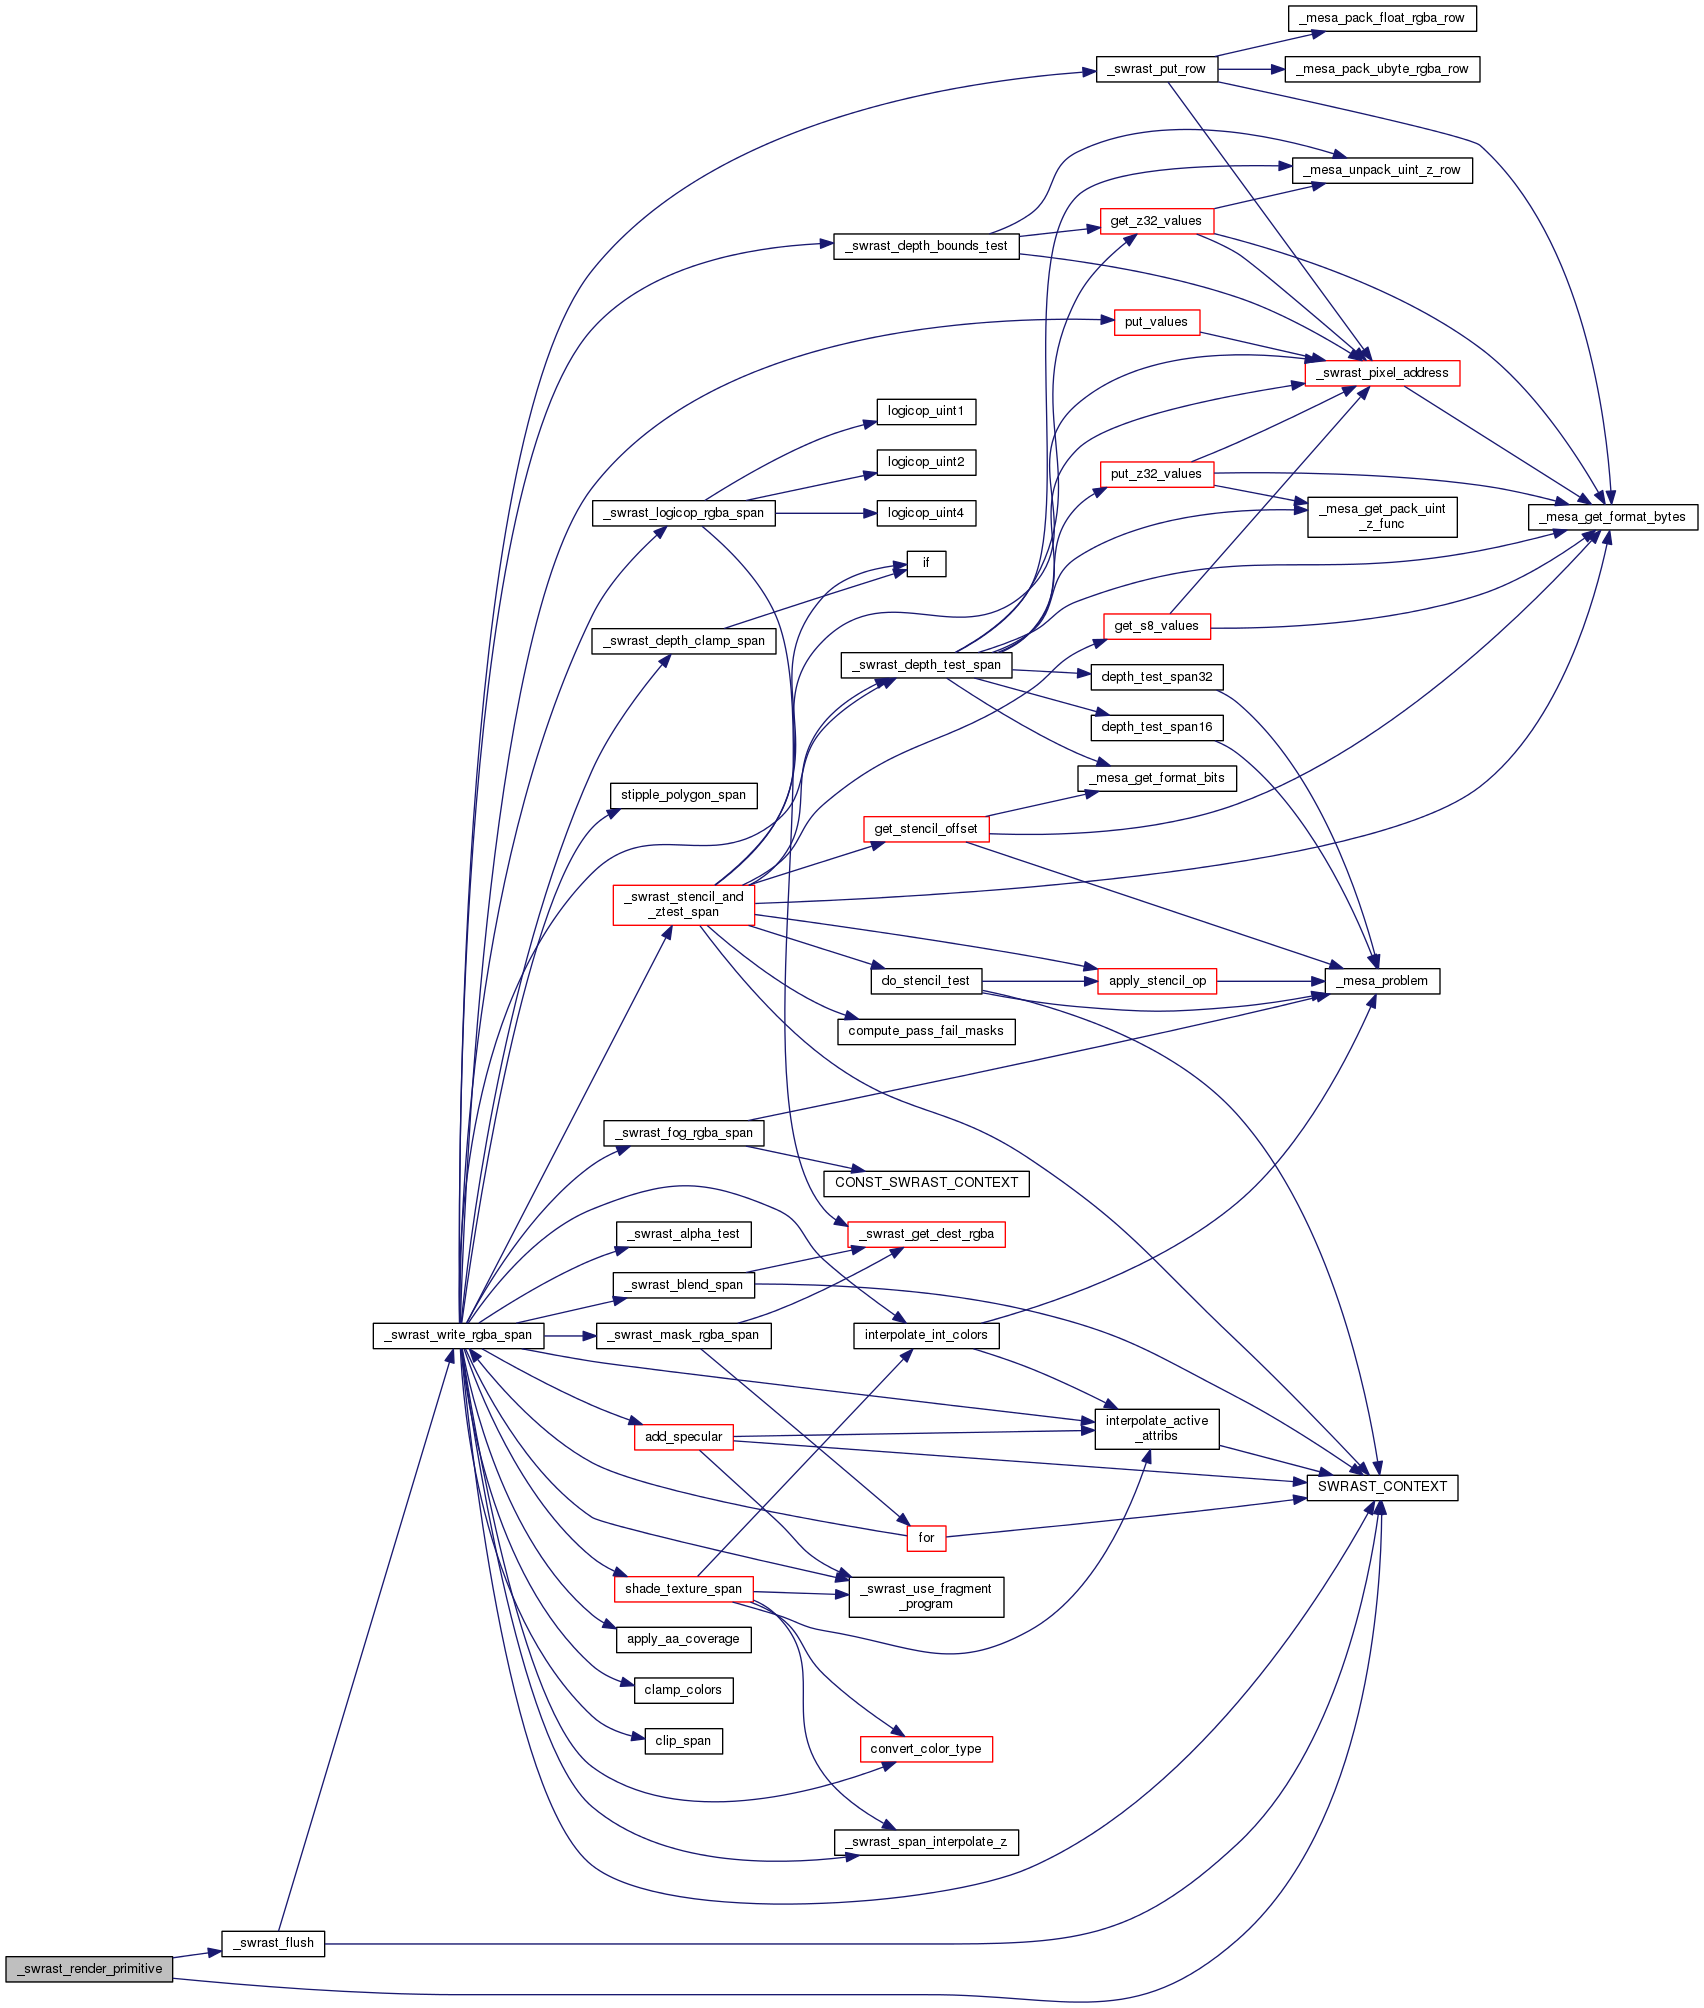 _mesa_pack_float_rgba_row
_swrast_put_row
_mesa_pack_ubyte_rgba_row
_mesa_unpack_uint_z_row
get_z32_values
_swrast_depth_bounds_test
put_values
_swrast_pixel_address
logicop_uint1
logicop_uint2
put_z32_values
_swrast_logicop_rgba_span
logicop_uint4
_mesa_get_pack_uint
_z_func
_mesa_get_format_bytes
if
get_s8_values
_swrast_depth_clamp_span
_swrast_depth_test_span
depth_test_span32
depth_test_span16
_mesa_get_format_bits
stipple_polygon_span
get_stencil_offset
_swrast_stencil_and
_ztest_span
do_stencil_test
apply_stencil_op
_mesa_problem
compute_pass_fail_masks
_swrast_fog_rgba_span
CONST_SWRAST_CONTEXT
_swrast_alpha_test
_swrast_get_dest_rgba
_swrast_blend_span
_swrast_write_rgba_span
_swrast_mask_rgba_span
interpolate_int_colors
add_specular
interpolate_active
_attribs
SWRAST_CONTEXT
for
shade_texture_span
_swrast_use_fragment
_program
apply_aa_coverage
clamp_colors
clip_span
convert_color_type
_swrast_span_interpolate_z
_swrast_flush
_swrast_render_primitive